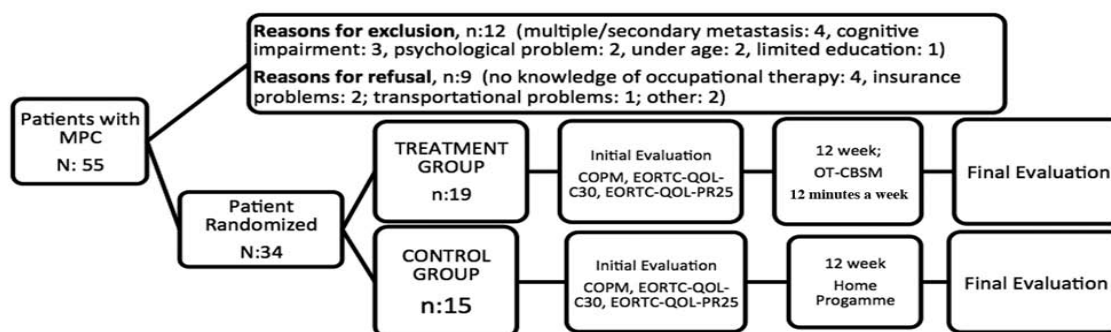 Reasons for exclusion, n:12 (multiple/secondary metastasis: 4, cognitive
impairment: 3, psychological problem: 2, under age: 2, limited education: 1)
Reasons for refusal, n:9 (no knowledge of occupational therapy: 4, insurance
problems: 2; transportational problems: 1; other: 2)
Patients with
MPC
N: 55
Patient
Randomized
N:34
TREATMENT
GROUP
n:19
Initial Evaluation
COPM, EORTC-QOL-
C30, EORTC-QOL-PR25
12 week;
OT-CBSM
12 minutes a week
Final Evaluation
CONTROL
GROUP
n:15
Initial Evaluation
COPM, EORTC-QOL-
C30, EORTC-QOL-PR25
12 week
Home
Progamme
Final Evaluation